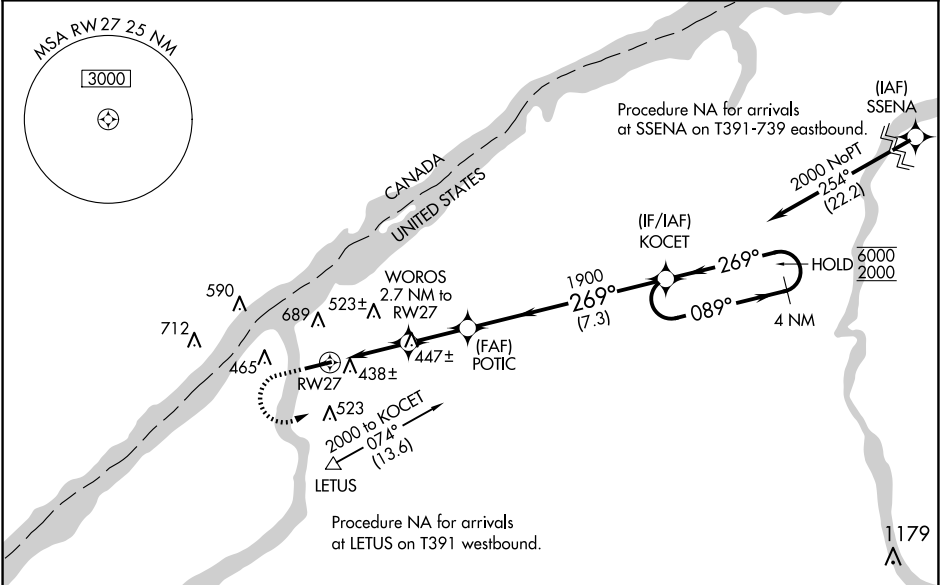 MSA RW27 25 NM
3000
(IAF)
SSENA
Procedure NA for arrivals
at SSENA on T391-739 eastbound.
2000 NoPT
254°
(22.2)
CANADA
UNITED STATES
(IF/IAF)
KOCET
269°
HOLD
6000
2000
089°
4 NM
1900
269°
(7.3)
WOROS
2.7 NM to
RW27
590
689
523±
712
465
447±
(FAF)
POTIC
RW27
438±
523
2000 to KOCET
074°
(13.6)
LETUS
Procedure NA for arrivals
at LETUS on T391 westbound.
1179